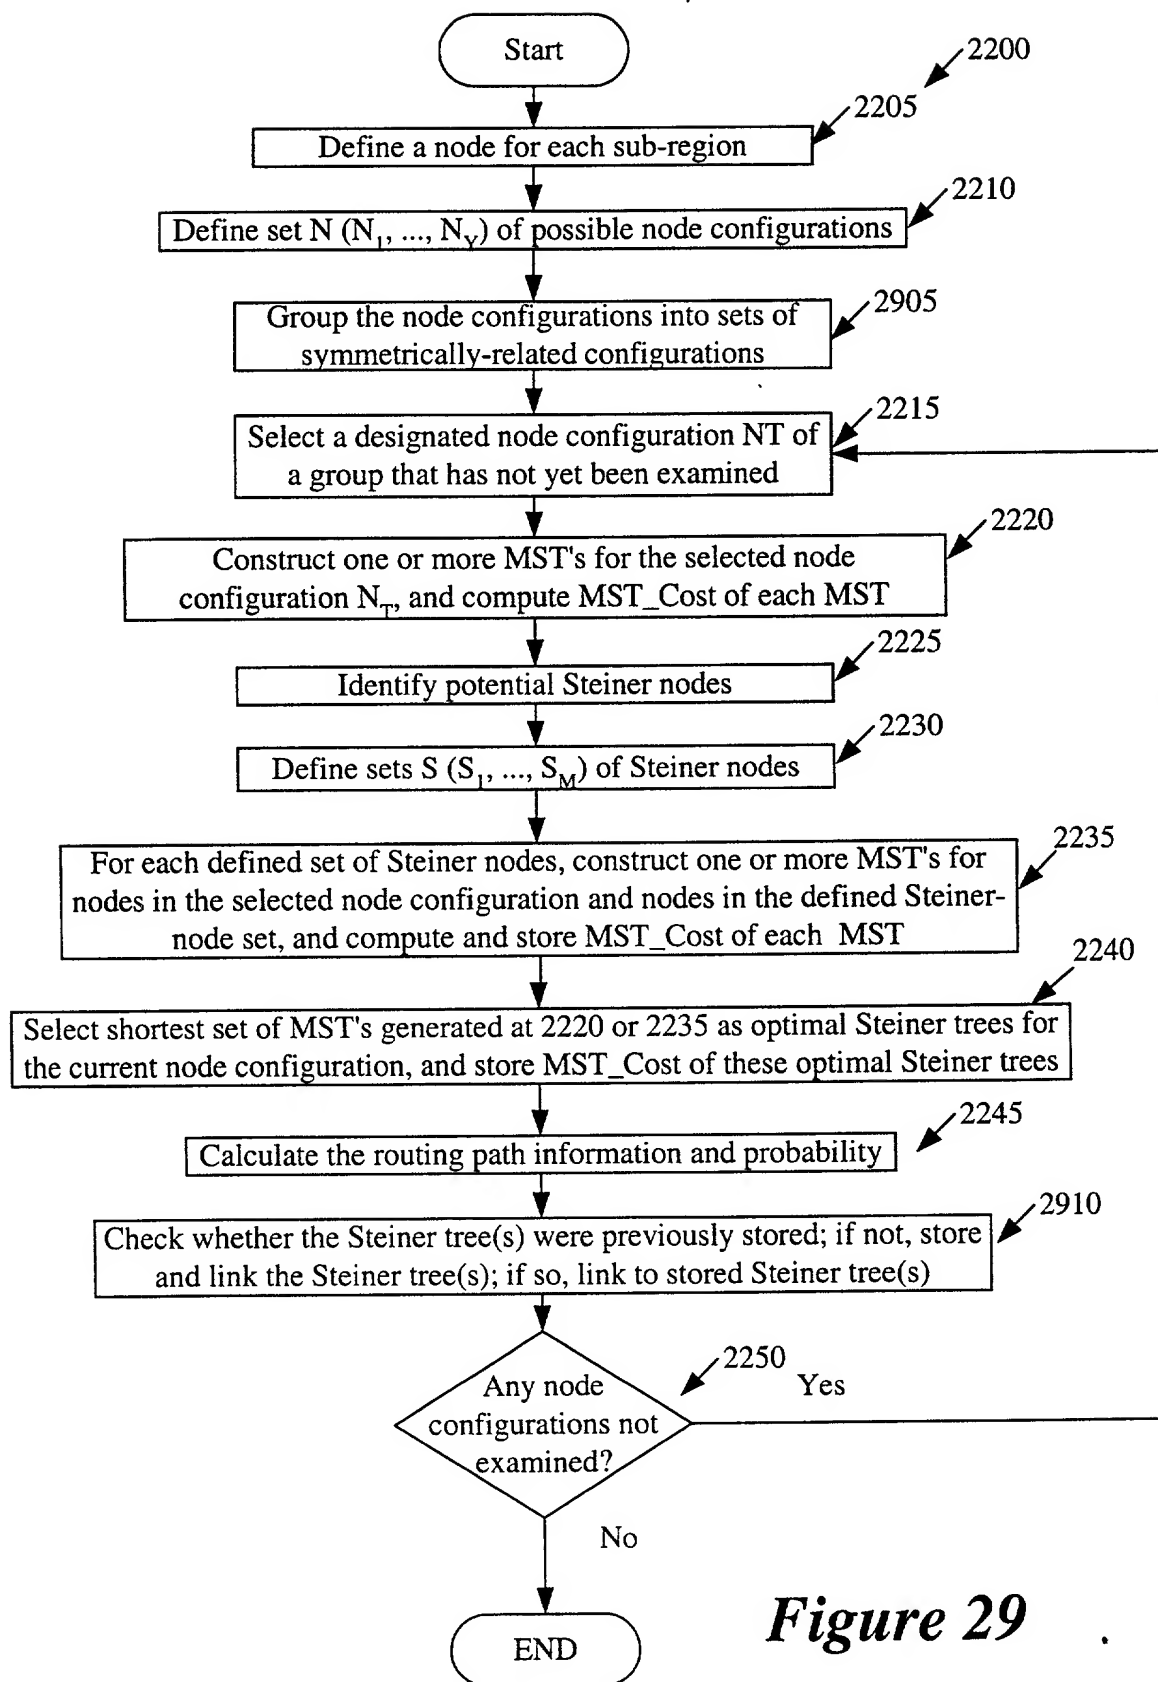 Start
2200
2205
Define a node for each sub-region
2210
Define set N (N1, ..., NY) of possible node configurations
2905
Group the node configurations into sets of
symmetrically-related configurations
2215
Select a designated node configuration NT of
a group that has not yet been examined
2220
Construct one or more MST's for the selected node
configuration NT, and compute MST_Cost of each MST
2225
Identify potential Steiner nodes
2230
Define sets S (S1, ..., SM) of Steiner nodes
2235
For each defined set of Steiner nodes, construct one or more MST's for
nodes in the selected node configuration and nodes in the defined Steiner-
node set, and compute and store MST_Cost of each MST
2240
Select shortest set of MST's generated at 2220 or 2235 as optimal Steiner trees for
the current node configuration, and store MST_Cost of these optimal Steiner trees
2245
Calculate the routing path information and probability
2910
Check whether the Steiner tree(s) were previously stored; if not, store
and link the Steiner tree(s); if so, link to stored Steiner tree(s)
2250
Any node
configurations not
examined?
Yes
No
END
Figure 29